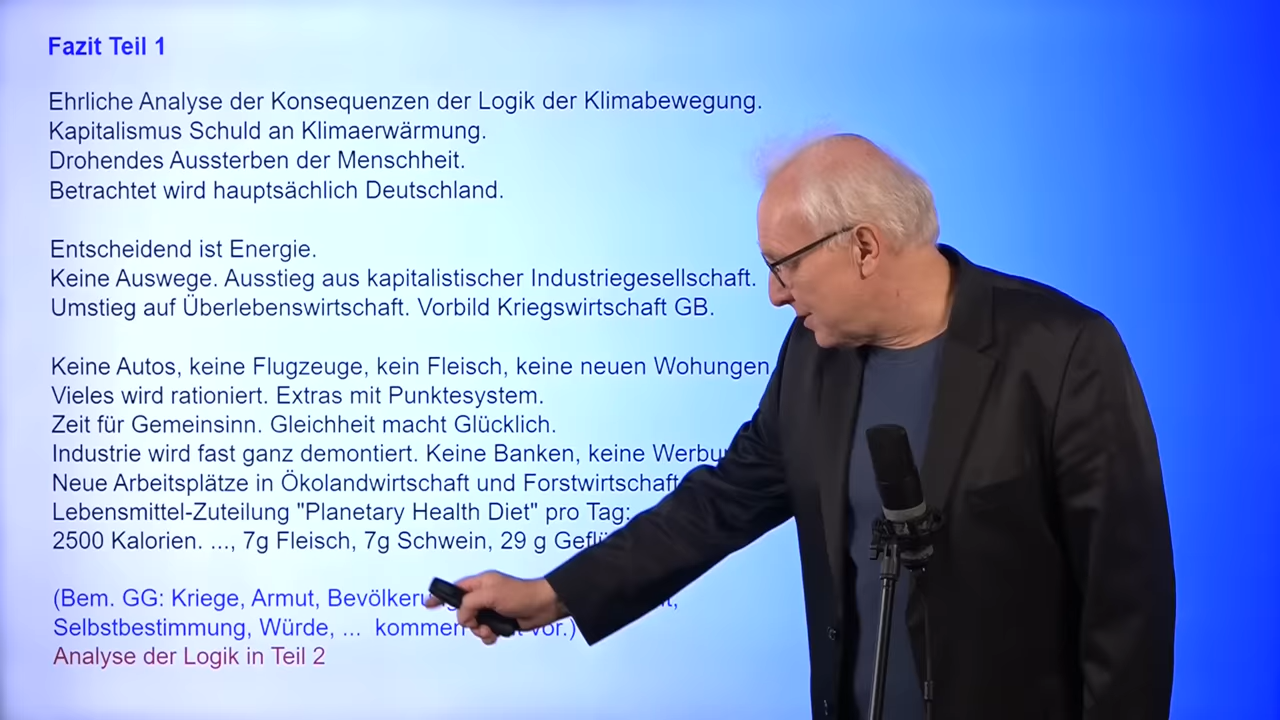 Fazit Teil 1
Ehrliche Analyse der Konsequenzen der Logik der Klimabewegung.
Kapitalismus Schuld an Klimaerwärmung.
Drohendes Aussterben der Menschheit.
Betrachtet wird hauptsächlich Deutschland.
Entscheidend ist Energie.
Keine Auswege. Ausstieg aus kapitalistischer Industriegesellschaft.
Umstieg auf Überlebenswirtschaft. Vorbild Kriegswirtschaft GB.
Keine Autos, keine Flugzeuge, kein Fleisch, keine neuen Wohungen
Vieles wird rationiert. Extras mit Punktesystem.
Zeit für Gemeinsinn. Gleichheit macht Glücklich.
Industrie wird fast ganz demontiert. Keine Banken, keine
Neue Arbeitsplätze in Ökolandwirtschaft und Forstwirtschaft
Lebensmittel-Zuteilung "Planetary Health Diet" pro Tag:
2500 Kalorien. ..., 7g Fleisch, 7g Schwein, 29 g
(Bem. GG: Kriege, Armut,
Selbstbestimmung, Würde, ... kommen vor.)
Analyse der Logik in Teil 2